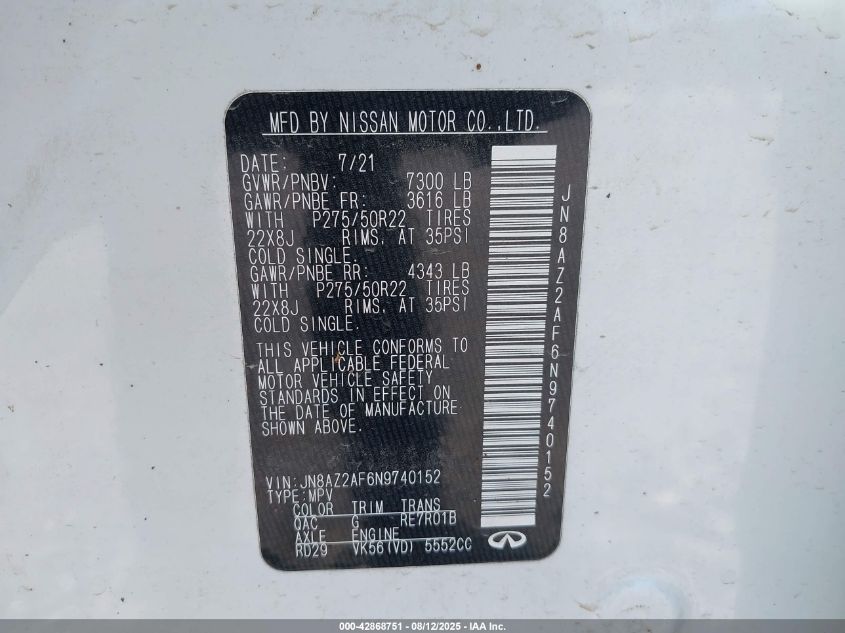 MFD BY NISSAN MOTOR CO.,LTD.
DATE: 7/21
GVWR/PNBV: 7300 LB
GAWR/PNBE FR: 3616 LB
WITH P275/50R22 TIRES
22X8J RIMS. AT 35PSI
COLD SINGLE.
GAWR/PNBE RR: 4343 LB
WITH P275/50R22 TIRES
22X8J RIMS. AT 35PSI
COLD SINGLE.
THIS VEHICLE CONFORMS TO
ALL APPLICABLE FEDERAL
MOTOR VEHICLE SAFETY
STANDARDS IN EFFECT ON
THE DATE OF MANUFACTURE
SHOWN ABOVE.
VIN:JN8AZ2AF6N9740152
TYPE:MPV
COLOR TRIM TRANS
QAC G RE7R01B
AXLE ENGINE
RD29 VK56(VD) 5552CC
JN8AZ2AF6N9740152
000-42868751 - 08/12/2025 - IAA Inc.